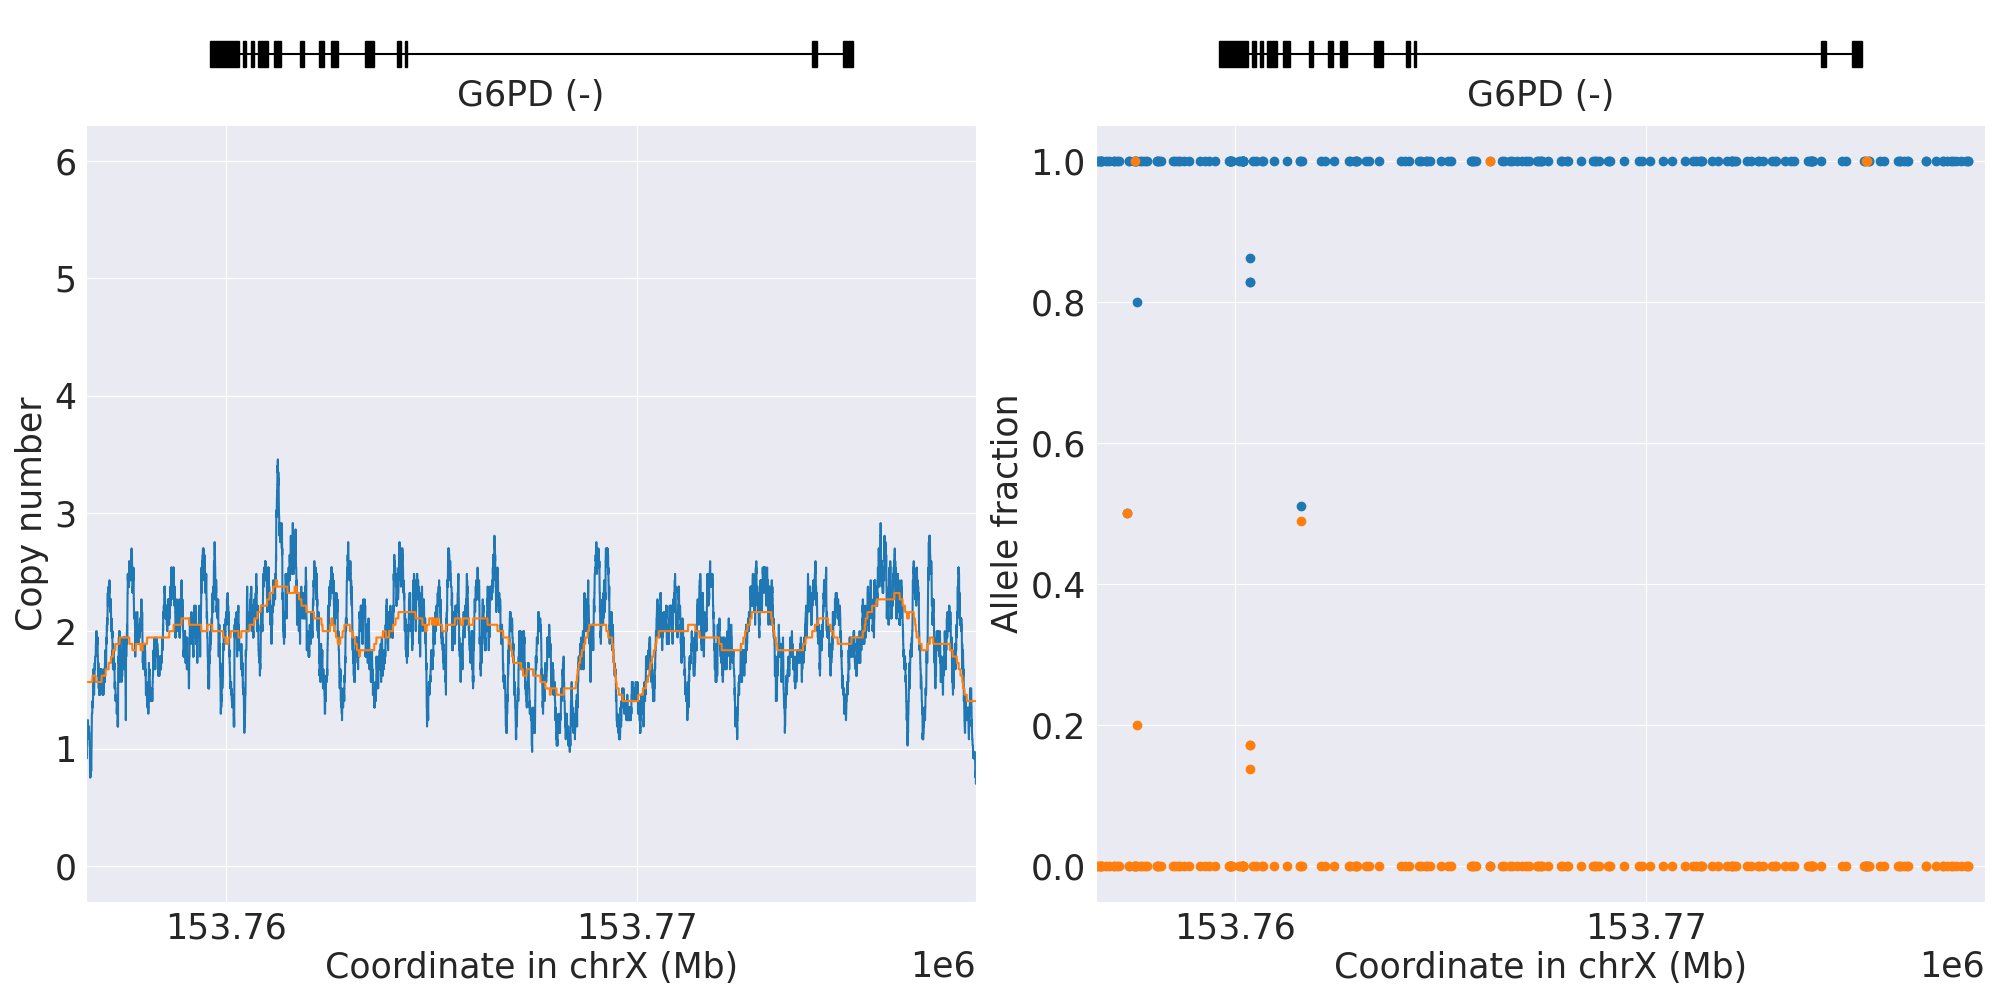 G6PD (-)
6
5
4
3
2
1
0
Copy number
153.76
153.77
Coordinate in chrX (Mb)
1e6
G6PD (-)
1.0
0.8
0.6
0.4
0.2
0.0
Allele fraction
153.76
153.77
Coordinate in chrX (Mb)
1e6